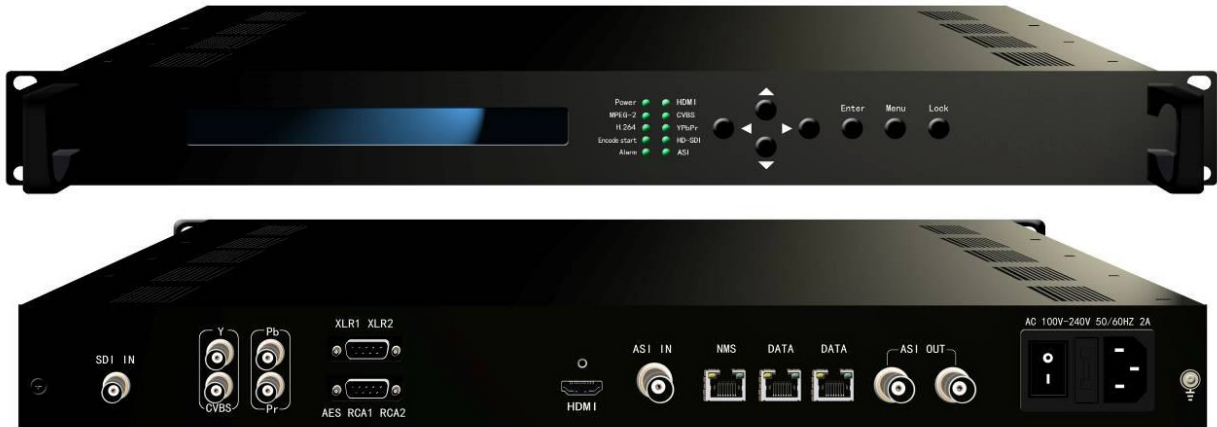 Power HDMI
MPEG-2 CVBS
H.264 YPbPr
Encode start HD-SDI
Alarm ASI
Enter Menu Lock
AC 100V-240V 50/60HZ 2A
XLR1 XLR2
Y Pb
SDI IN
ASI IN NMS DATA DATA ASI OUT
CVBS Pr
HDMI
AES RCA1 RCA2